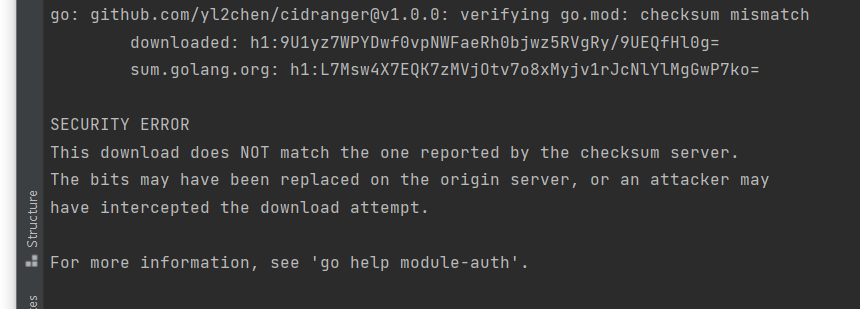 go: github.com/yl2chen/cidranger@v1.0.0: verifying go.mod: checksum mismatch
downloaded: h1:9U1yz7WPYDwf0vpNWFaeRh0bjwz5RVgRy/9UEQfHl0g=
sum.golang.org: h1:L7Msw4X7EQK7zMVjOtv7o8xMyjv1rJcNlYlMgGwP7ko=
SECURITY ERROR
This download does NOT match the one reported by the checksum server.
The bits may have been replaced on the origin server, or an attacker may
have intercepted the download attempt.
For more information, see 'go help module-auth'.
Structure